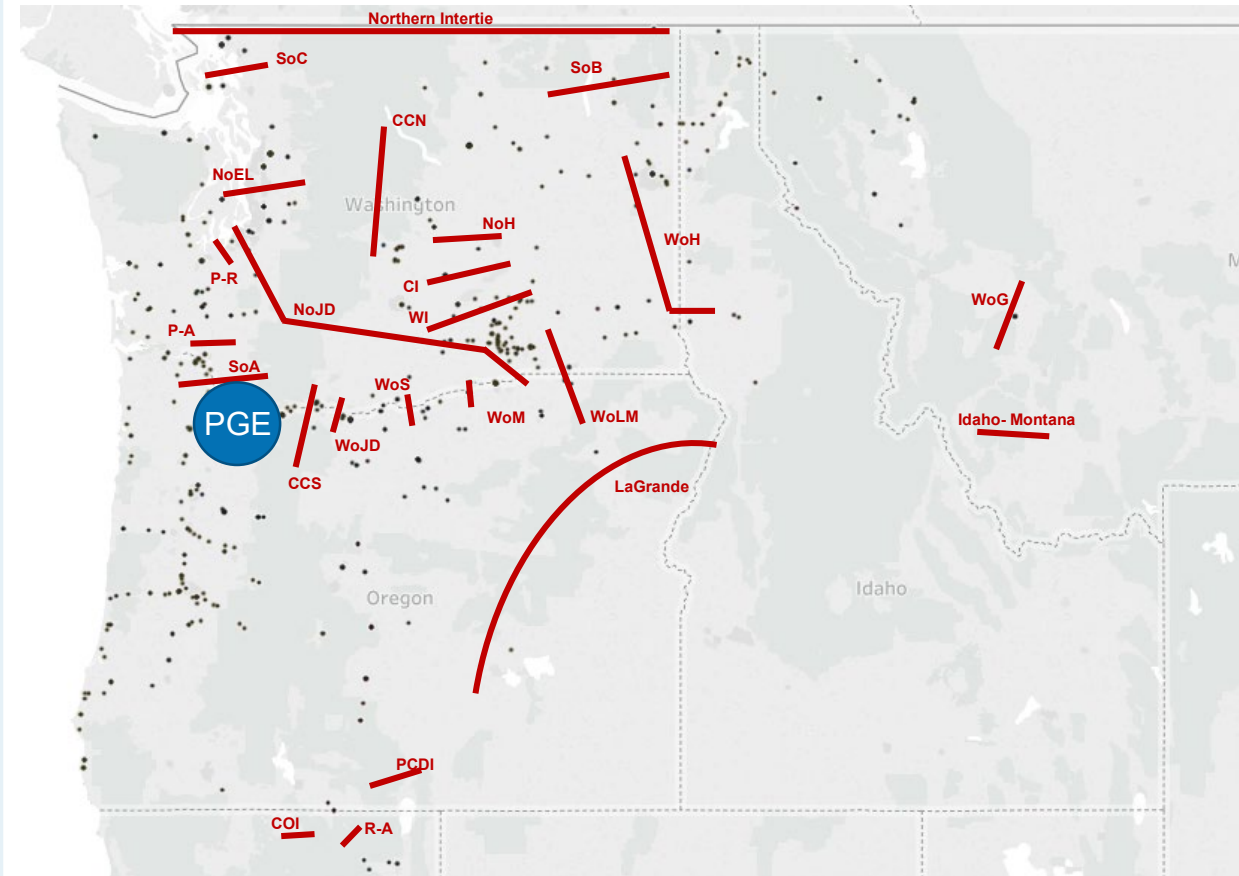 Northern Intertie
SoC
SoB
CCN
NoEL
Washington
NoH
WoH
P-R
CI
M
WoG
NoJD
WI
P-A
SoA
WoS
PGE
WoM
WoLM
Idaho- Montana
WoJD
CCS
LaGrande
Idaho
Oregon
PCDI
COI
R-A